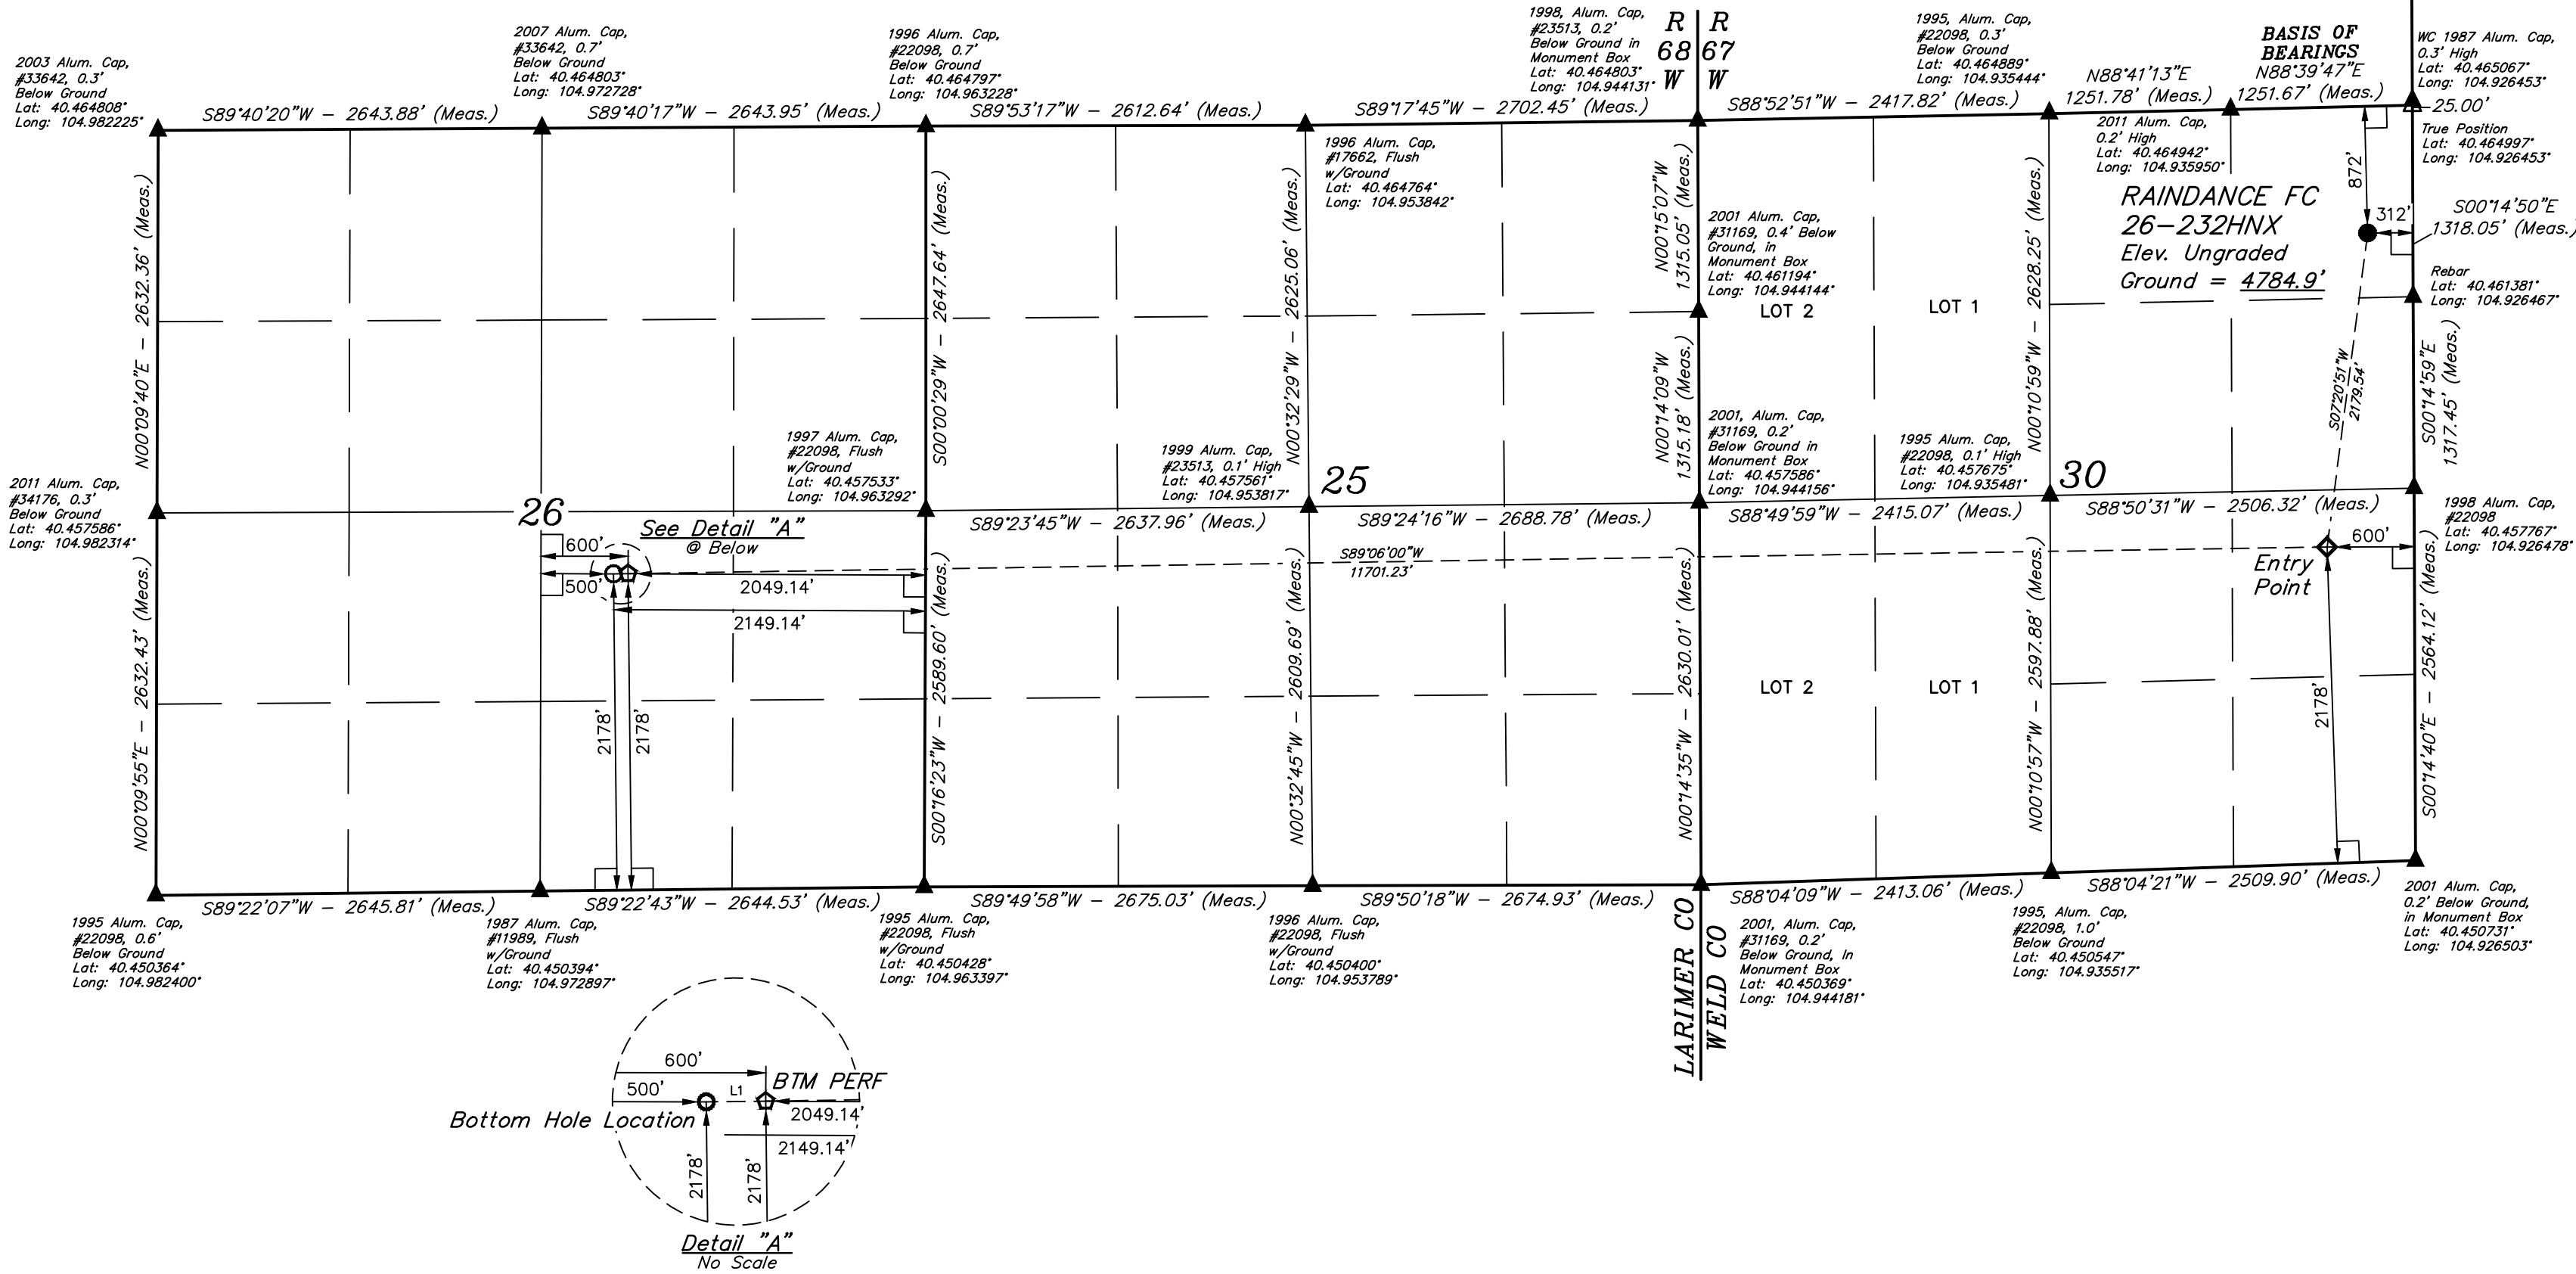 2003 Alum. Cap,
#33642, 0.3'
Below Ground
Lat: 40.464808°
Long: 104.982225°
2007 Alum. Cap,
#33642, 0.7'
Below Ground
Lat: 40.464803°
Long: 104.972728°
1996 Alum. Cap,
#22098, 0.7'
Below Ground
Lat: 40.464797°
Long: 104.963228°
1998, Alum. Cap,
#23513, 0.2'
Below Ground in
Monument Box
Lat: 40.464803°
Long: 104.944131°
R R
68 67
W W
1995, Alum. Cap,
#22098, 0.3'
Below Ground
Lat: 40.464889°
Long: 104.935444°
BASIS OF
BEARINGS
N88°39'47"E
1251.67' (Meas.)
N88°41'13"E
1251.78' (Meas.)
WC 1987 Alum. Cap,
0.3' High
Lat: 40.465067°
Long: 104.926453°
25.00'
True Position
Lat: 40.464997°
Long: 104.926453°
S89°40'20"W - 2643.88' (Meas.)
S89°40'17"W - 2643.95' (Meas.)
S89°53'17"W - 2612.64' (Meas.)
S89°17'45"W - 2702.45' (Meas.)
S88°52'51"W - 2417.82' (Meas.)
1996 Alum. Cap,
#17662, Flush
w/Ground
Lat: 40.464764°
Long: 104.953842°
2011 Alum. Cap,
0.2' High
Lat: 40.464942°
Long: 104.935950°
N00°09'40"E - 2632.36' (Meas.)
S00°00'29"W - 2647.64' (Meas.)
N00°32'29"W - 2625.06' (Meas.)
N00°15'07"W
1315.05' (Meas.)
N00°10'59"W - 2628.25' (Meas.)
872'
312'
S00°14'50"E
1318.05' (Meas.)
RAINDANCE FC
26-232HNX
Elev. Ungraded
Ground = 4784.9'
2001 Alum. Cap,
#31169, 0.4' Below
Ground, in
Monument Box
Lat: 40.461194°
Long: 104.944144°
Rebar
Lat: 40.461381°
Long: 104.926467°
LOT 2
LOT 1
N00°14'09"W
1315.18' (Meas.)
S07°20'51"W
2179.54'
S00°14'59"E
1317.45' (Meas.)
2011 Alum. Cap,
#34176, 0.3'
Below Ground
Lat: 40.457586°
Long: 104.982314°
1997 Alum. Cap,
#22098, Flush
w/Ground
Lat: 40.457533°
Long: 104.963292°
1999 Alum. Cap,
#23513, 0.1' High
Lat: 40.457561°
Long: 104.953817°
2001, Alum. Cap,
#31169, 0.2'
Below Ground in
Monument Box
Lat: 40.457586°
Long: 104.944156°
1995 Alum. Cap,
#22098, 0.1' High
Lat: 40.457675°
Long: 104.935481°
1998 Alum. Cap,
#22098
Lat: 40.457767°
Long: 104.926478°
26
25
30
S89°23'45"W - 2637.96' (Meas.)
S89°24'16"W - 2688.78' (Meas.)
S88°49'59"W - 2415.07' (Meas.)
S88°50'31"W - 2506.32' (Meas.)
See Detail "A"
@ Below
600'
500'
2049.14'
2149.14'
S89°06'00"W
11701.23'
600'
Entry
Point
N00°09'55"E - 2632.43' (Meas.)
2178'
2178'
S00°16'23"W - 2589.60' (Meas.)
N00°32'45"W - 2609.69' (Meas.)
N00°14'35"W - 2630.01' (Meas.)
LOT 2
LOT 1
N00°10'57"W - 2597.88' (Meas.)
2178'
S00°14'40"E - 2564.12' (Meas.)
S89°22'07"W - 2645.81' (Meas.)
S89°22'43"W - 2644.53' (Meas.)
S89°49'58"W - 2675.03' (Meas.)
S89°50'18"W - 2674.93' (Meas.)
S88°04'09"W - 2413.06' (Meas.)
S88°04'21"W - 2509.90' (Meas.)
1995 Alum. Cap,
#22098, 0.6'
Below Ground
Lat: 40.450364°
Long: 104.982400°
1987 Alum. Cap,
#11989, Flush
w/Ground
Lat: 40.450394°
Long: 104.972897°
1995 Alum. Cap,
#22098, Flush
w/Ground
Lat: 40.450428°
Long: 104.963397°
1996 Alum. Cap,
#22098, Flush
w/Ground
Lat: 40.450400°
Long: 104.953789°
LARIMER CO
WELD CO
2001, Alum. Cap,
#31169, 0.2'
Below Ground, In
Monument Box
Lat: 40.450369°
Long: 104.944181°
1995, Alum. Cap,
#22098, 1.0'
Below Ground
Lat: 40.450547°
Long: 104.935517°
2001 Alum. Cap,
0.2' Below Ground,
in Monument Box
Lat: 40.450731°
Long: 104.926503°
600'
500'
L1
BTM PERF
Bottom Hole Location
2049.14'
2149.14'
2178'
2178'
Detail "A"
No Scale